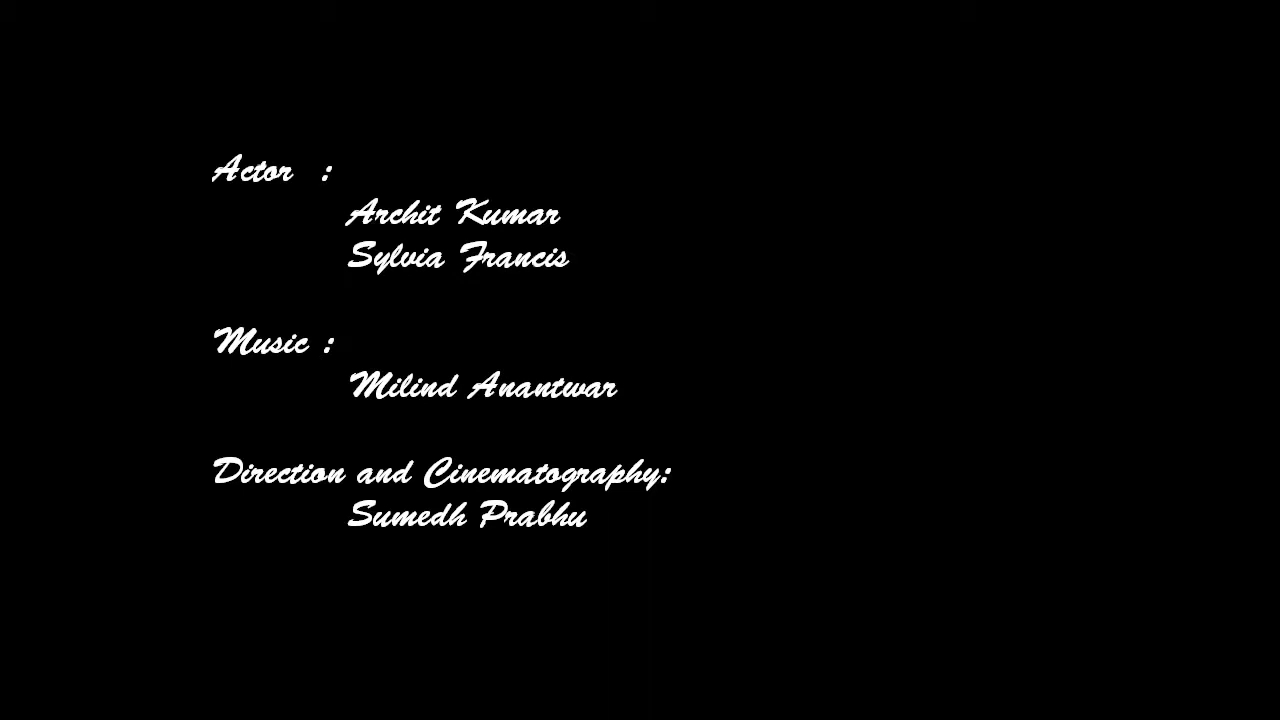 Actor :
Archit Kumar
Sylvia Francis
Music :
Milind Anantwar
Direction and Cinematography:
Sumedh Prabhu